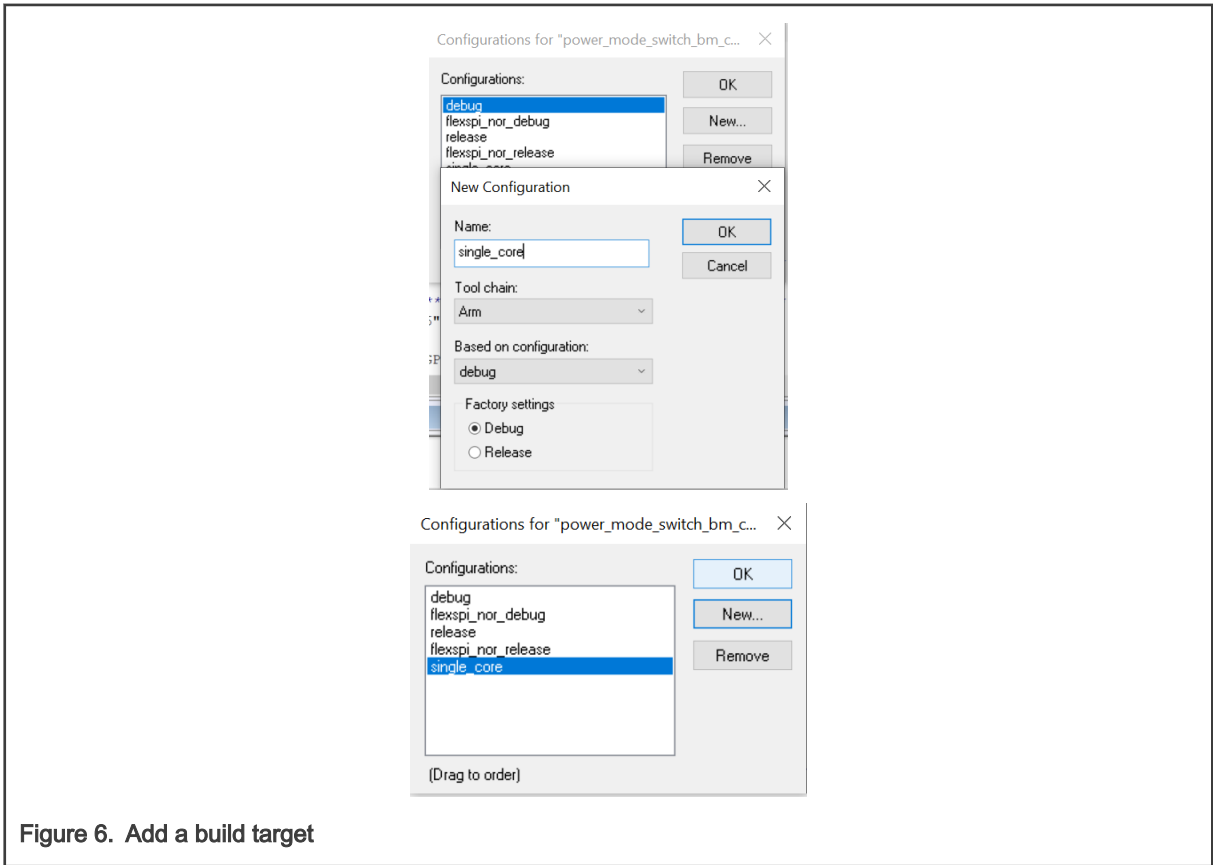 Configurations for "power_mode_switch_bm_c...
Configurations:
OK
debug
flexspi_nor_debug
New...
release
flexspi_nor_release
Remove
New Configuration
Name:
OK
single_core
Cancel
Tool chain:
Arm
Based on configuration:
debug
Factory settings
Debug
Release
Configurations for "power_mode_switch_bm_c...
Configurations:
OK
debug
flexspi_nor_debug
New...
release
flexspi_nor_release
Remove
single_core
(Drag to order)
Figure 6. Add a build target